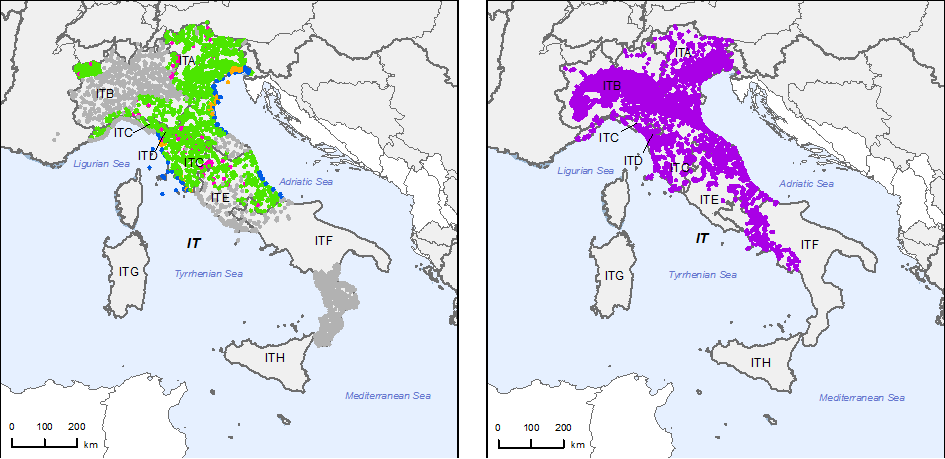 ITA
ITB
ITC
Ligurian Sea
ITD
ITC
Adriatic Sea
ITE
IT
ITF
ITG
Tyrrhenian Sea
ITH
Mediterranean Sea
0 100 200
km
ITA
ITB
ITC
Ligurian Sea
ITD
ITC
Adriatic Sea
ITE
IT
ITF
ITG
Tyrrhenian Sea
ITH
Mediterranean Sea
0 100 200
km